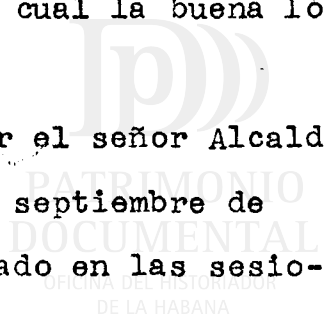 cual la buena lo
r el señor Alcald
PATRIMONIO
septiembre de
DOCUMENTAL
ado en las sesio-
OFICINA DEL HISTORIADOR
DE LA HABANA